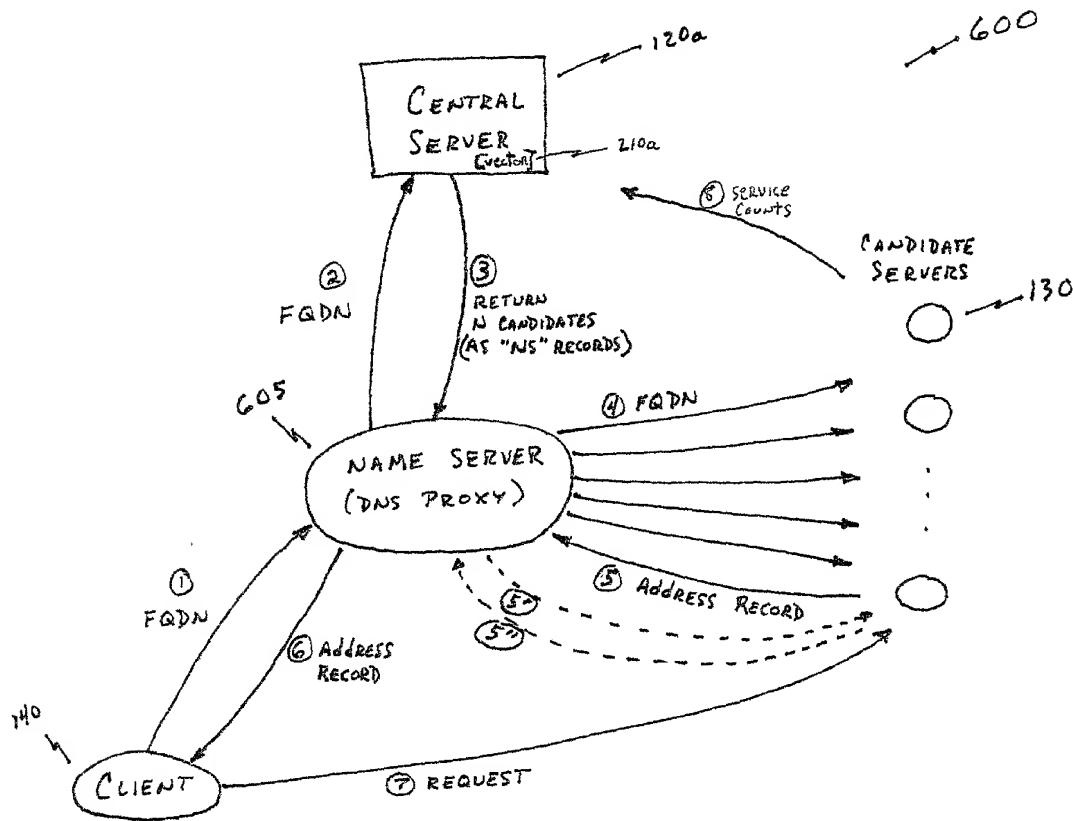 120a
600
CENTRAL
SERVER
[vector]
210a
⑧ SERVICE
COUNTS
CANDIDATE
SERVERS
130
②
FQDN
③
RETURN
N CANDIDATES
(AS "NS" RECORDS)
605
④ FQDN
NAME SERVER
(DNS PROXY)
①
FQDN
⑤ ADDRESS RECORD
5'
5"
⑥ ADDRESS
RECORD
140
CLIENT
⑦ REQUEST